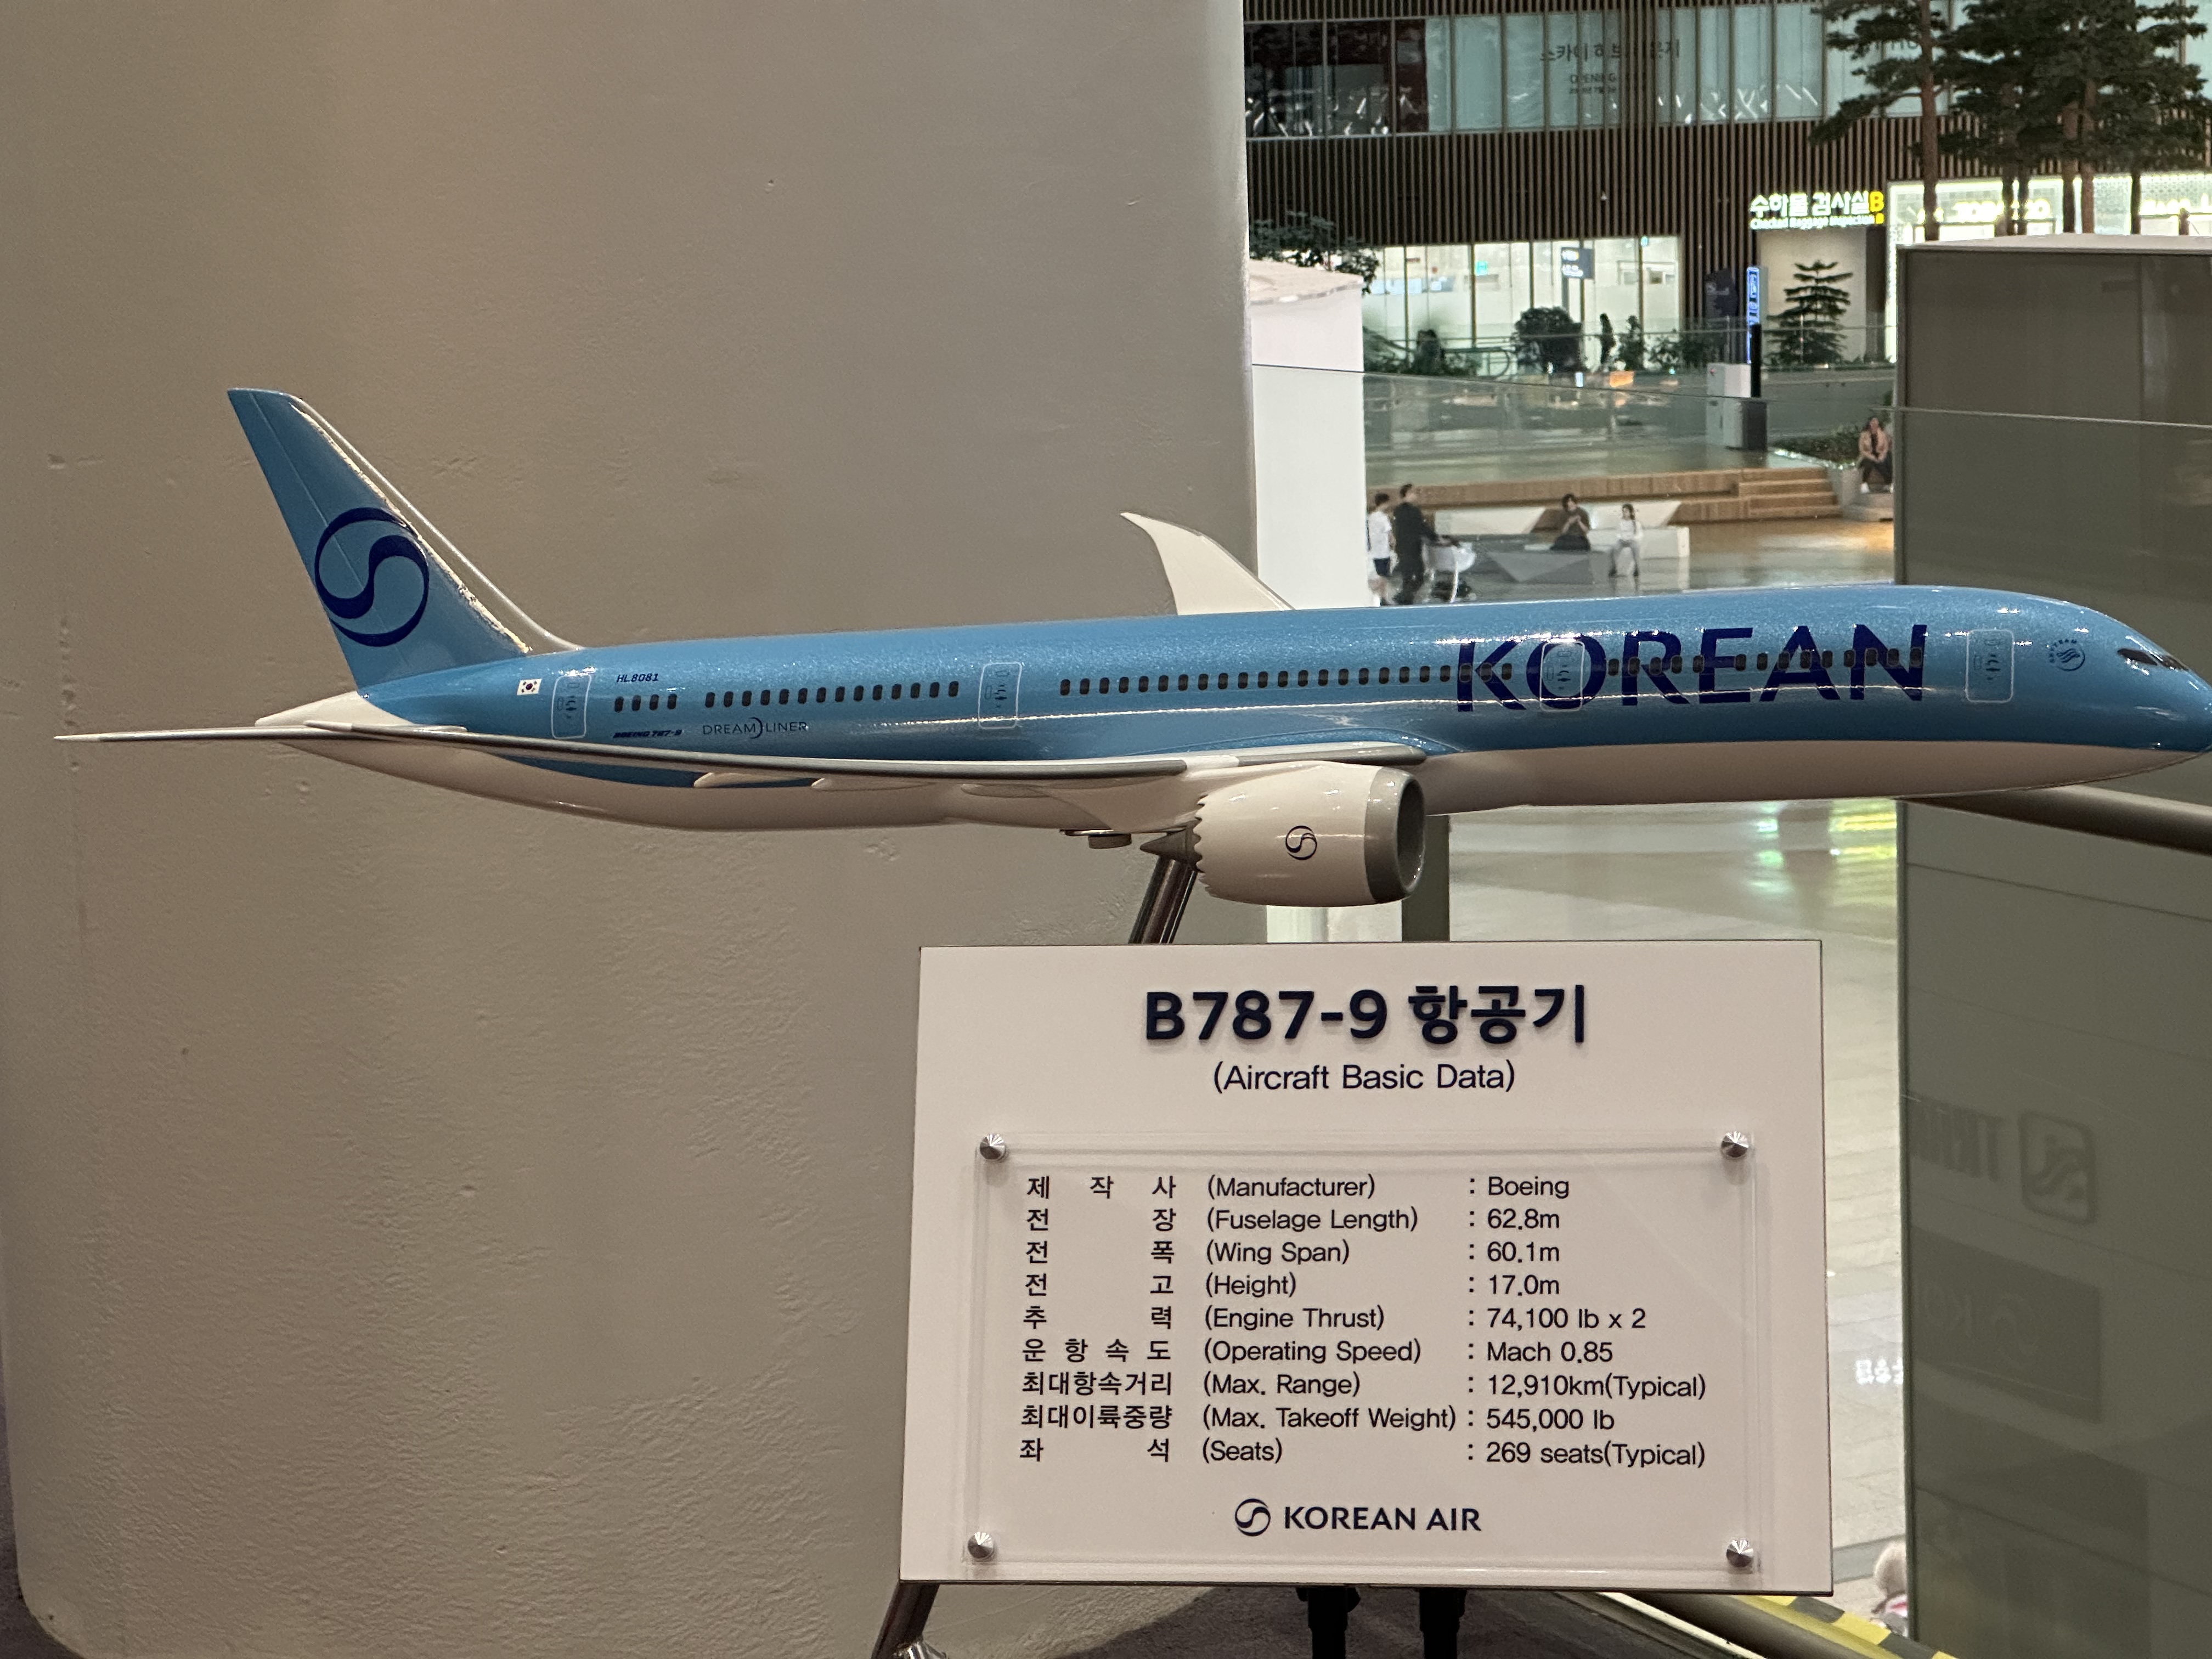 수하물 검사실B
KOREAN
HL8081
BOEING 787-9 DREAMLINER
B787-9 항공기
(Aircraft Basic Data)
제 작 사 (Manufacturer) : Boeing
전 장 (Fuselage Length) : 62.8m
전 폭 (Wing Span) : 60.1m
전 고 (Height) : 17.0m
추 력 (Engine Thrust) : 74,100 lb x 2
운 항 속 도 (Operating Speed) : Mach 0.85
최대항속거리 (Max. Range) : 12,910km(Typical)
최대이륙중량 (Max. Takeoff Weight) : 545,000 lb
좌 석 (Seats) : 269 seats(Typical)
KOREAN AIR